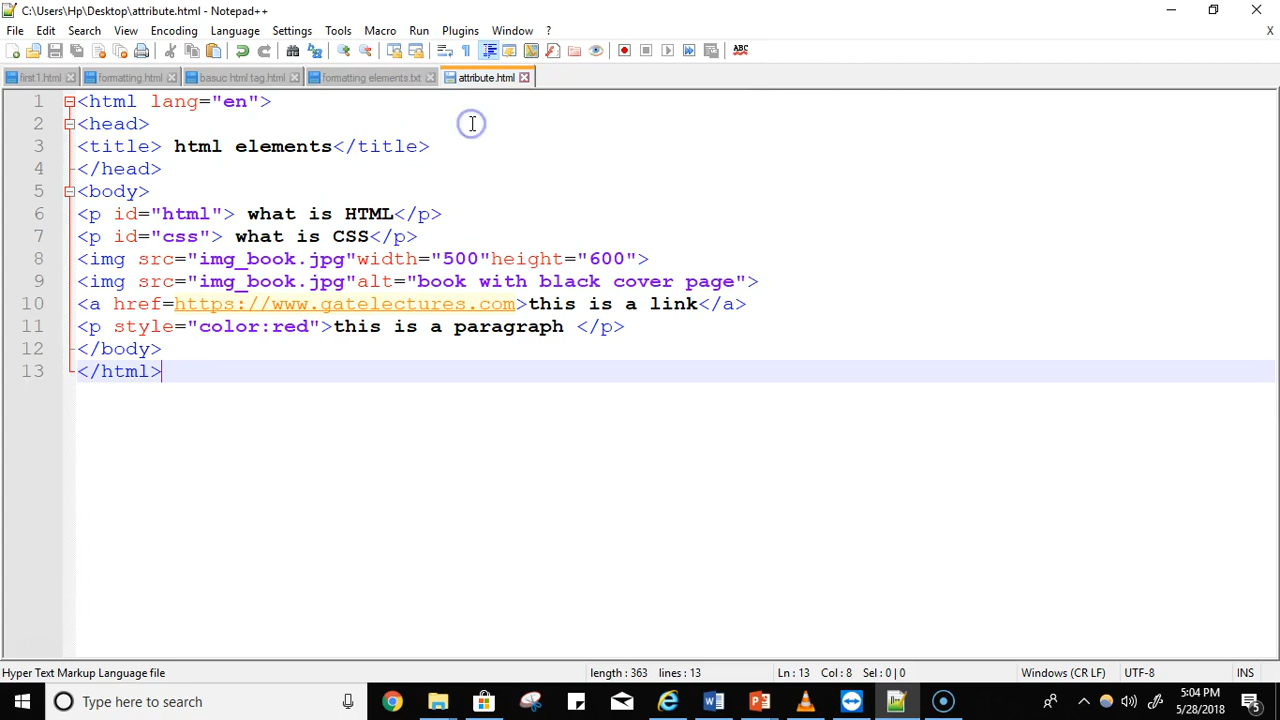 C:\Users\Hp\Desktop\attribute.html - Notepad++
File Edit Search View Encoding Language Settings Tools Macro Run Plugins Window ? X
first1.html formatting.html basuc html tag.html formatting elements.txt attribute.html
1 <html lang="en">
2 <head>
3 <title> html elements</title>
4 </head>
5 <body>
6 <p id="html"> what is HTML</p>
7 <p id="css"> what is CSS</p>
8 <img src="img_book.jpg"width="500"height="600">
9 <img src="img_book.jpg"alt="book with black cover page">
10 <a href=https://www.gatelectures.com>this is a link</a>
11 <p style="color:red">this is a paragraph </p>
12 </body>
13 </html>
Hyper Text Markup Language file length : 363 lines : 13 Ln : 13 Col : 8 Sel : 0 | 0 Windows (CR LF) UTF-8 INS
Type here to search
5:04 PM
5/28/2018
5